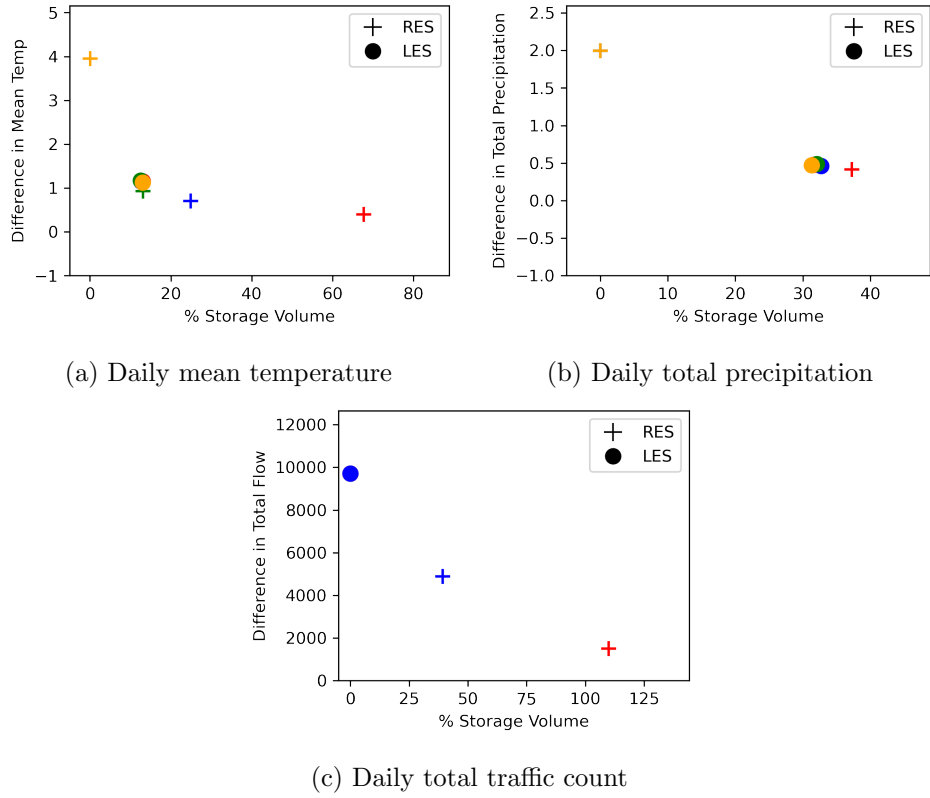 5
4
3
2
1
0
−1
Difference in Mean Temp
RES
LES
0
20
40
60
80
% Storage Volume
(a) Daily mean temperature
2.5
2.0
1.5
1.0
0.5
0.0
−0.5
−1.0
Difference in Total Precipitation
RES
LES
0
10
20
30
40
% Storage Volume
(b) Daily total precipitation
12000
10000
8000
6000
4000
2000
0
Difference in Total Flow
RES
LES
0
25
50
75
100
125
% Storage Volume
(c) Daily total traffic count